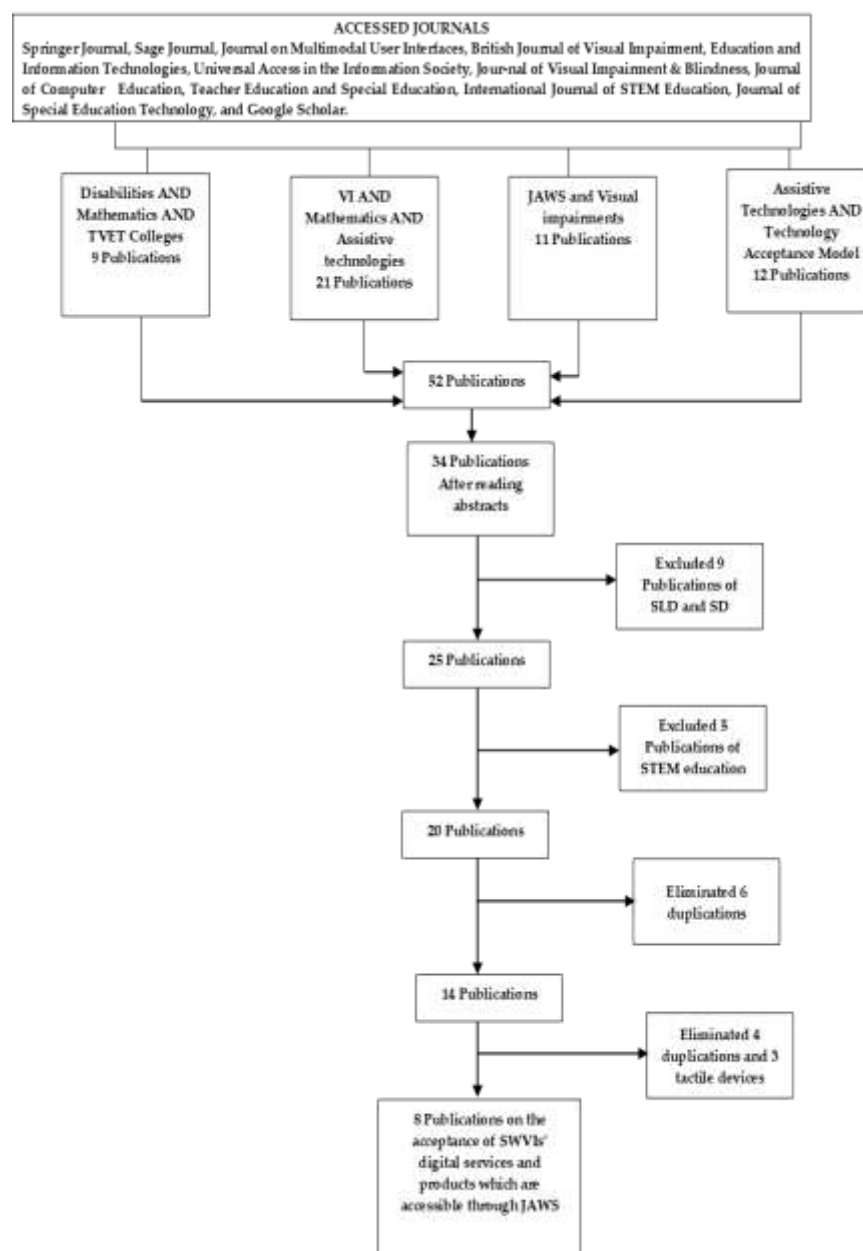 ACCESSED JOURNALS
Springer Journal, Sage Journal, Journal on Multimodal User Interfaces, British Journal of Visual Impairment, Education and
Information Technologies, Universal Access in the Information Society, Jour-nal of Visual Impairment & Blindness, Journal
of Computer Education, Teacher Education and Special Education, International Journal of STEM Education, Journal of
Special Education Technology, and Google Scholar.
Disabilities AND
Mathematics AND
TVET Colleges
9 Publications
VI AND
Mathematics AND
Assistive
technologies
21 Publications
JAWS and Visual
impairments
11 Publications
Assistive
Technologies AND
Technology
Acceptance Model
12 Publications
52 Publications
34 Publications
After reading
abstracts
Excluded 9
Publications of
SLD and SD
25 Publications
Excluded 5
Publications of
STEM education
20 Publications
Eliminated 6
duplications
14 Publications
Eliminated 4
duplications and 3
tactile devices
8 Publications on the
acceptance of SWVIs'
digital services and
products which are
accessible through JAWS